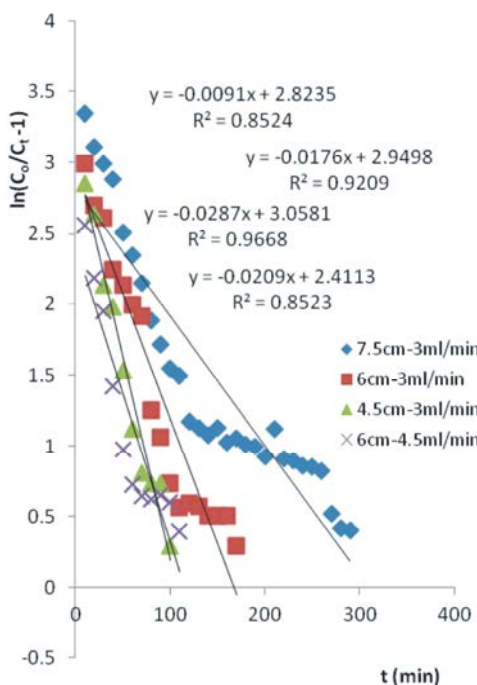 ln(Co/Ct -1)
4
3.5
3
2.5
2
1.5
1
0.5
0
-0.5
0
100
200
300
400
t (min)
y = -0.0091x + 2.8235
R² = 0.8524
y = -0.0176x + 2.9498
R² = 0.9209
y = -0.0287x + 3.0581
R² = 0.9668
y = -0.0209x + 2.4113
R² = 0.8523
7.5cm-3ml/min
6cm-3ml/min
4.5cm-3ml/min
6cm-4.5ml/min